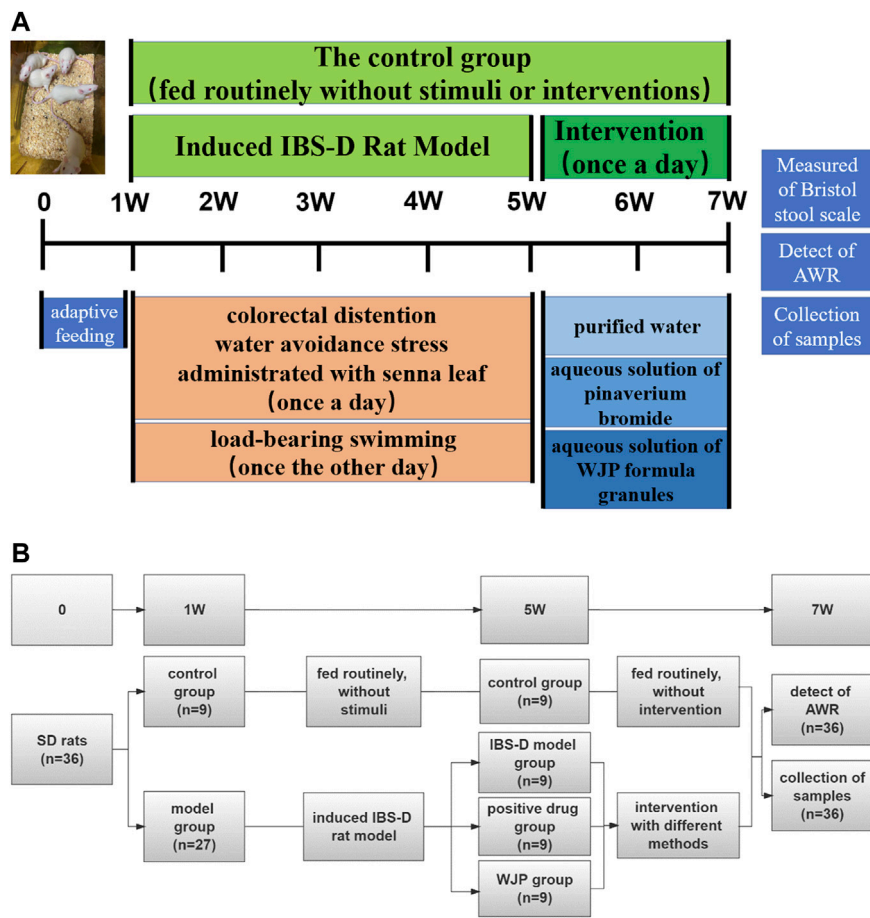 A
The control group
(fed routinely without stimuli or interventions)
Induced IBS-D Rat Model
Intervention
(once a day)
Measured
of Bristol
stool scale
0 1W 2W 3W 4W 5W 6W 7W
Detect of
AWR
Collection
of samples
adaptive
feeding
colorectal distention
water avoidance stress
administrated with senna leaf
(once a day)
load-bearing swimming
(once the other day)
purified water
aqueous solution of
pinaverium
bromide
aqueous solution of
WJP formula
granules
B
0
1W
5W
7W
SD rats
(n=36)
control
group
(n=9)
fed routinely,
without
stimuli
control group
(n=9)
fed routinely,
without
intervention
detect of
AWR
(n=36)
model
group
(n=27)
induced IBS-D
rat model
IBS-D model
group
(n=9)
positive drug
group
(n=9)
WJP group
(n=9)
intervention
with different
methods
collection of
samples
(n=36)